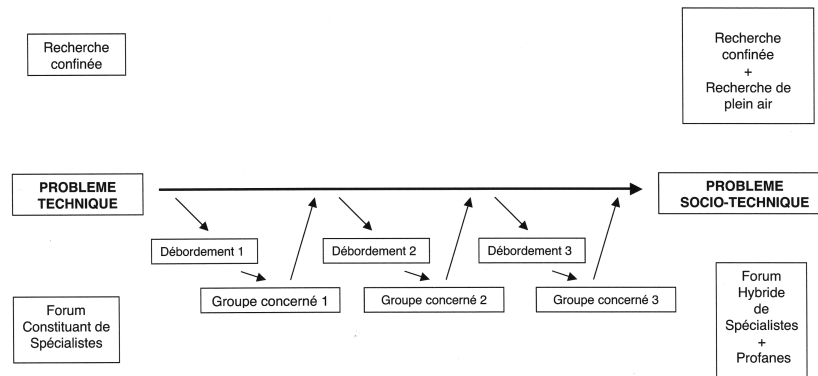 Recherche
confinée
Recherche
confinée
+
Recherche de
plein air
PROBLEME
TECHNIQUE
PROBLEME
SOCIO-TECHNIQUE
Débordement 1
Débordement 2
Débordement 3
Groupe concerné 1
Groupe concerné 2
Groupe concerné 3
Forum
Constituant de
Spécialistes
Forum
Hybride
de
Spécialistes
+
Profanes